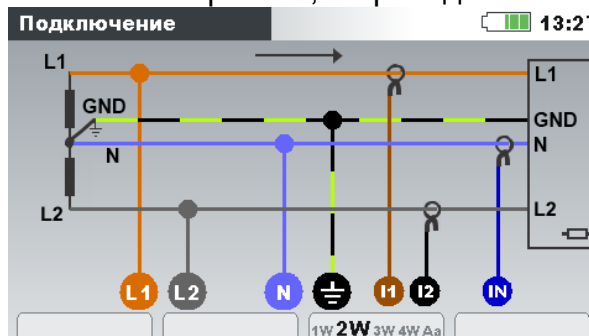 Подключение 13:27
L1 L1
GND GND
N N
L2 L2
L1 L2 N I1 I2 IN
1W 2W 3W 4W Aa